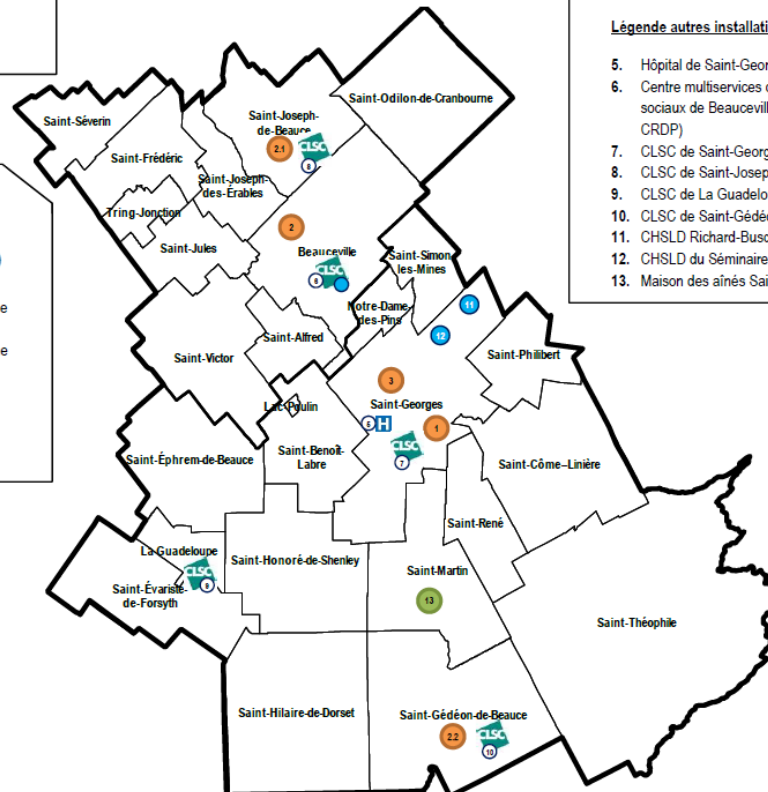 Légende autres installati
5. Hôpital de Saint-Geor
6. Centre multiservices
sociaux de Beaucevill
CRDP)
7. CLSC de Saint-Georg
8. CLSC de Saint-Josep
9. CLSC de La Guadelo
10. CLSC de Saint-Gédé
11. CHSLD Richard-Busc
12. CHSLD du Séminaire
13. Maison des aînés Sai
e
e
Saint-Odilon-de-Cranbourne
Saint-Séverin
Saint-Joseph-
de-Beauce
2.1
CLSC
8
Saint-Frédéric
Saint-Joseph-
des-Érables
Tring-Jonction
2
Saint-Jules
Beauceville
CLSC
6
Saint-Simon
les-Mines
11
Notre-Dame-
des-Pins
12
Saint-Alfred
Saint-Victor
Saint-Philibert
3
Lac-Poulin
Saint-Georges
H
1
CLSC
7
Saint-Benoît-
Labre
Saint-Éphrem-de-Beauce
Saint-Côme–Linière
Saint-René
La Guadeloupe
Saint-Honoré-de-Shenley
CLSC
9
Saint-Martin
Saint-Évariste-
de-Forsyth
13
Saint-Théophile
Saint-Hilaire-de-Dorset
Saint-Gédéon-de-Beauce
2.2
CLSC
10